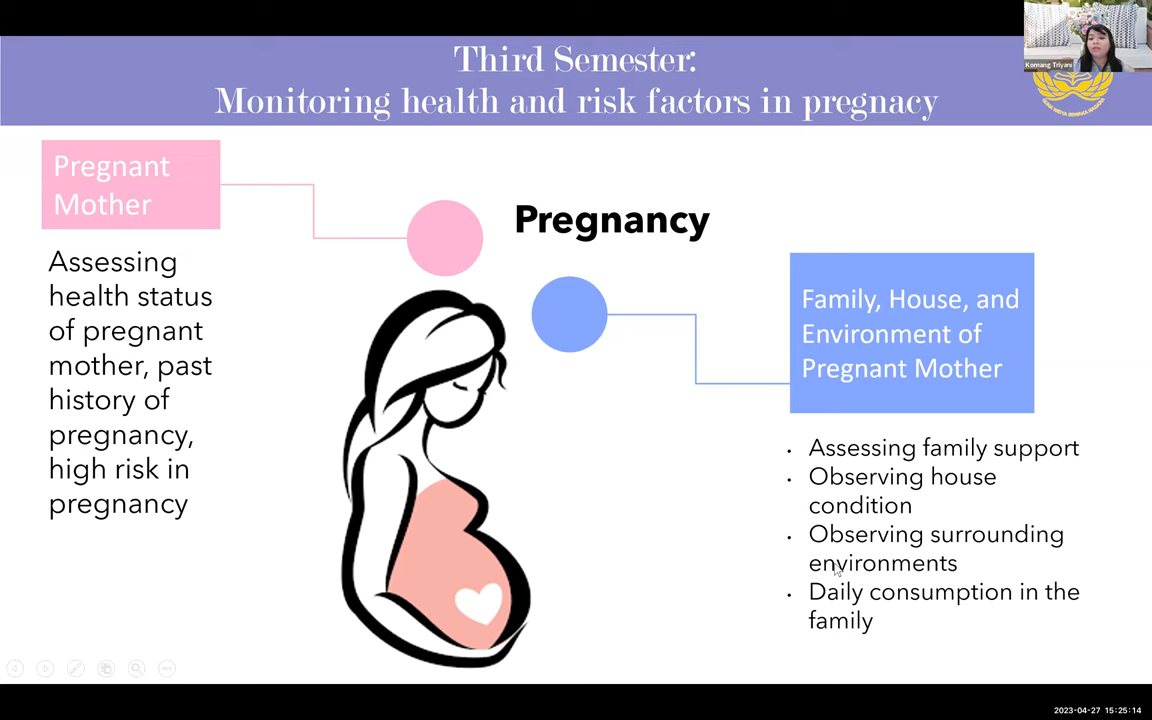 Third Semester:
Monitoring health and risk factors in pregnacy
Komang Triyani
Pregnant
Mother
Assessing
health status
of pregnant
mother, past
history of
pregnancy,
high risk in
pregnancy
Pregnancy
Family, House, and
Environment of
Pregnant Mother
• Assessing family support
• Observing house
condition
• Observing surrounding
environments
• Daily consumption in the
family
2023-04-27 15:25:14